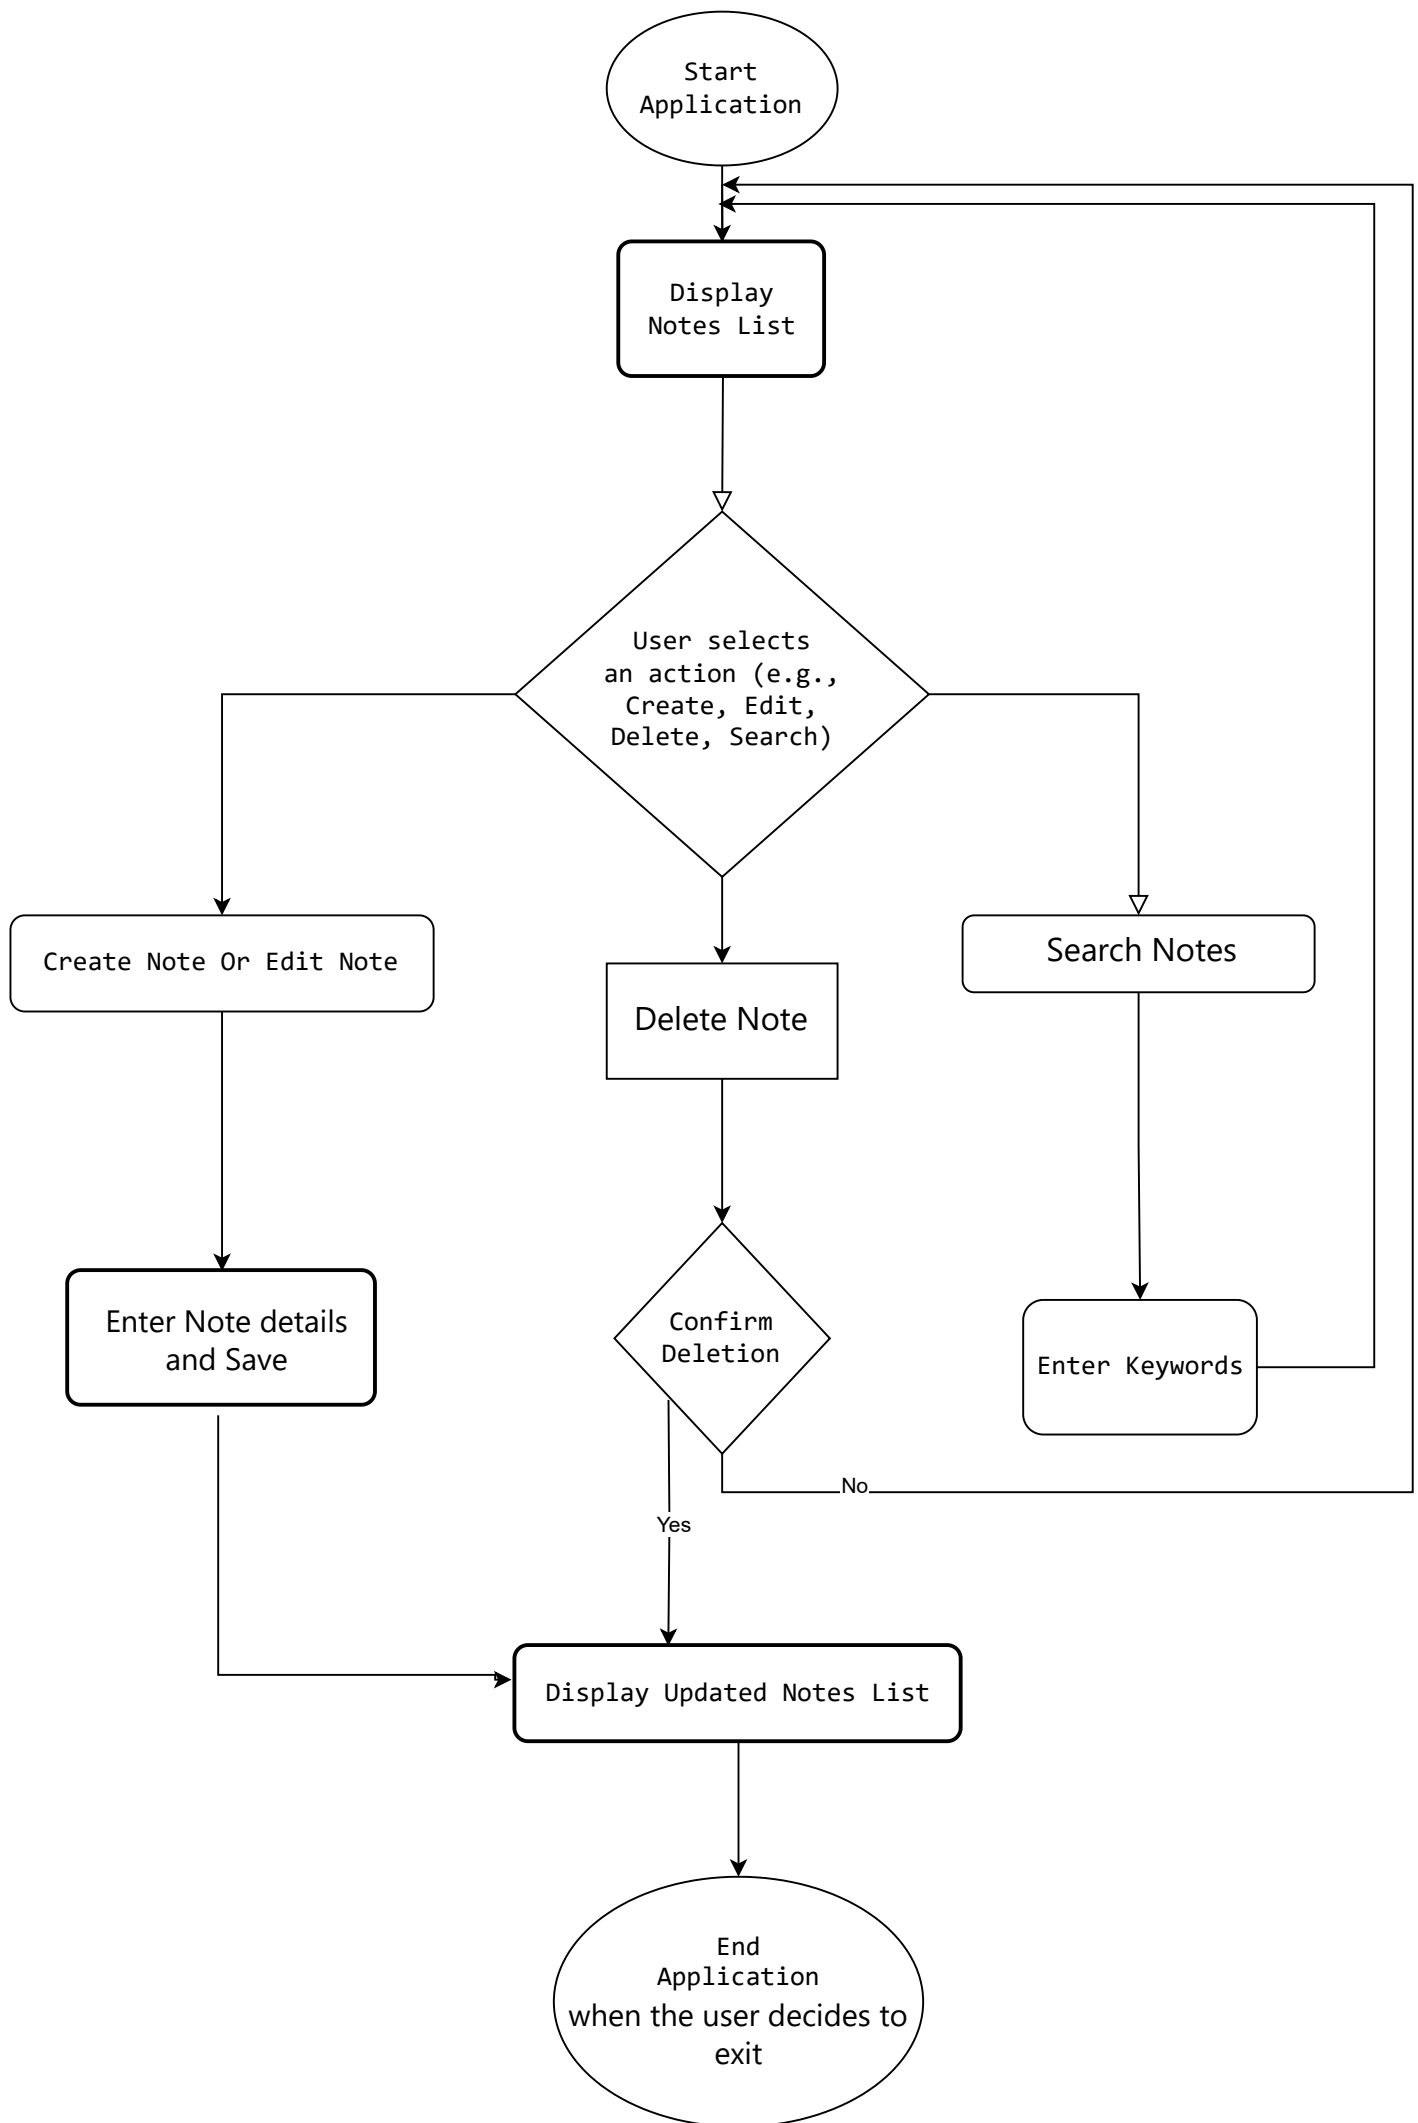 Start
Application
Display
Notes List
User selects
an action (e.g.,
Create, Edit,
Delete, Search)
Create Note Or Edit Note
Delete Note
Search Notes
Enter Note details
and Save
Confirm
Deletion
Enter Keywords
No
Yes
Display Updated Notes List
End
Application
when the user decides to
exit